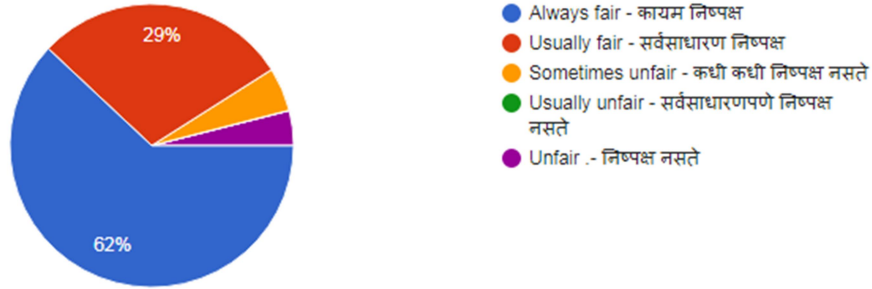 29%
62%
Always fair - कायम निष्पक्ष
Usually fair - सर्वसाधारण निष्पक्ष
Sometimes unfair - कधी कधी निष्पक्ष नसते
Usually unfair - सर्वसाधारणपणे निष्पक्ष
नसते
Unfair .- निष्पक्ष नसते